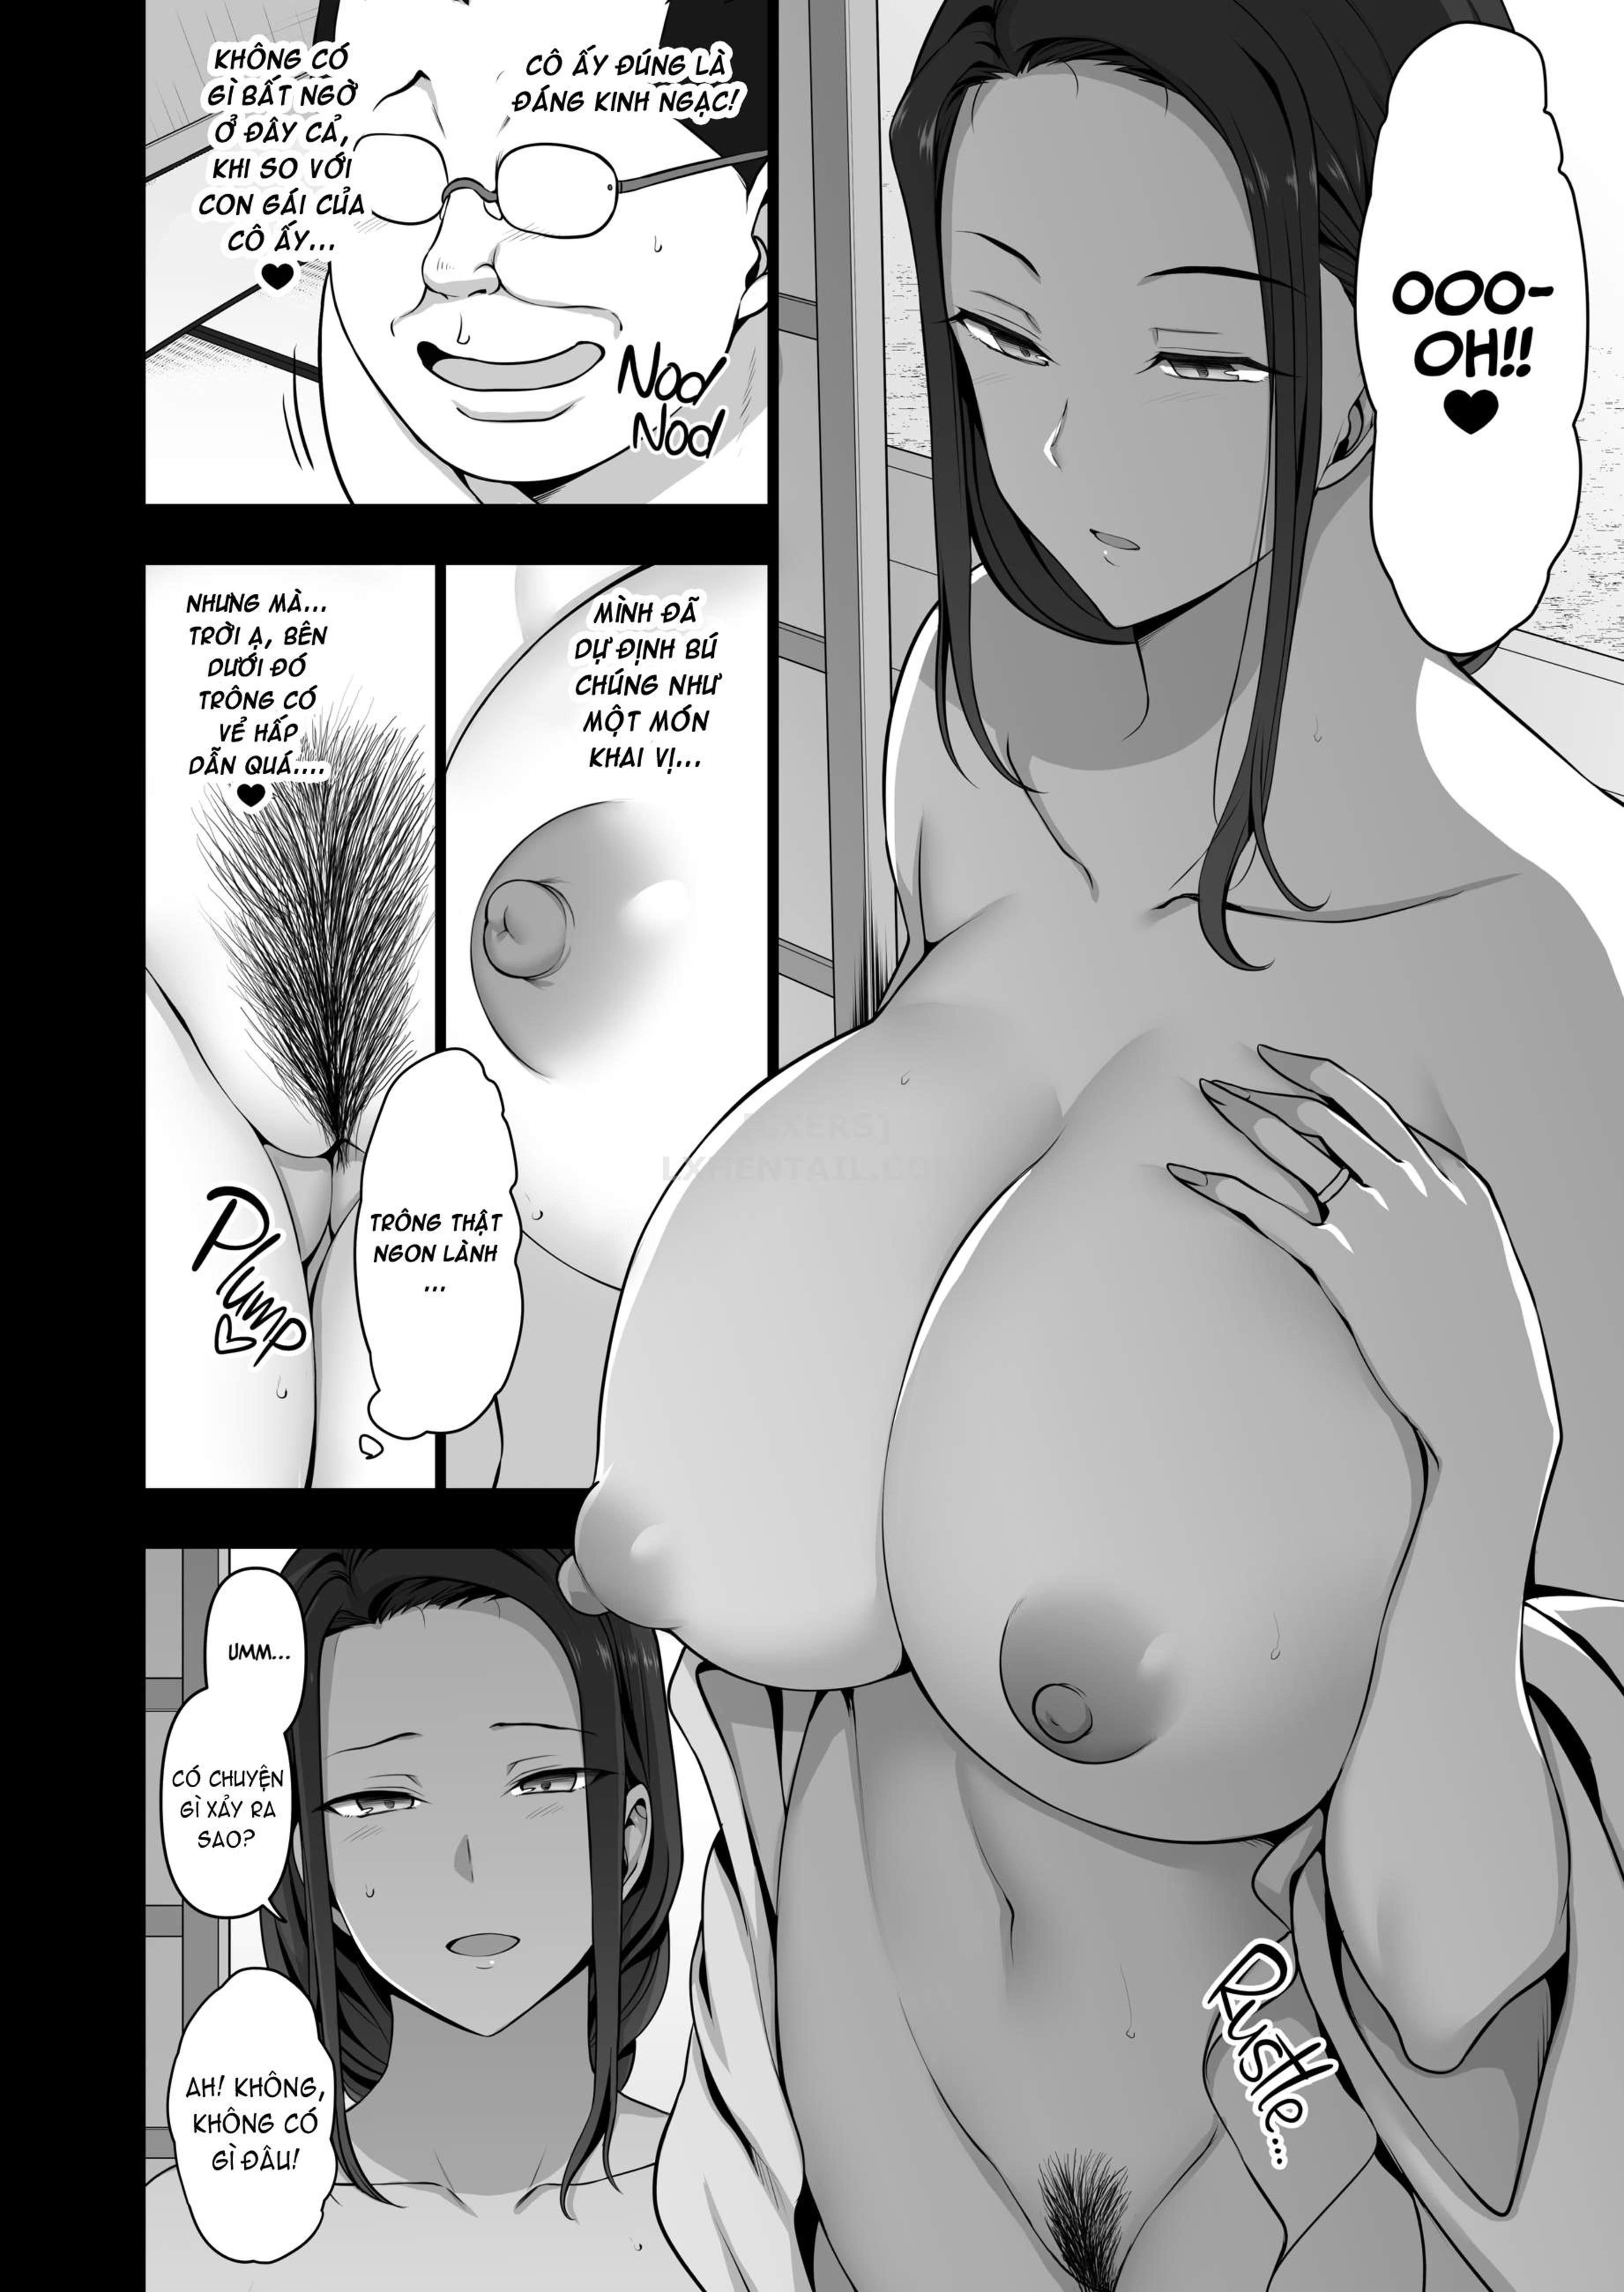 OOO-
OH!!
CÔ ẤY ĐÚNG LÀ
ĐÁNG KINH NGẠC!
KHÔNG CÓ
GÌ BẤT NGỜ
Ở ĐÂY CẢ,
KHI SO VỚI
CON GÁI CỦA
CÔ ẤY...
NOD
NOD
MÌNH ĐÃ
DỰ ĐỊNH BÚ
CHÚNG NHƯ
MỘT MÓN
KHAI VỊ...
NHƯNG MÀ...
TRỜI Ạ, BÊN
DƯỚI ĐÓ
TRÔNG CÓ
VẺ HẤP
DẪN QUÁ....
TRÔNG THẬT
NGON LÀNH
...
PLUMP
UMM...
CÓ CHUYỆN
GÌ XẢY RA
SAO?
AH! KHÔNG,
KHÔNG CÓ
GÌ ĐÂU!
RUSTLE...